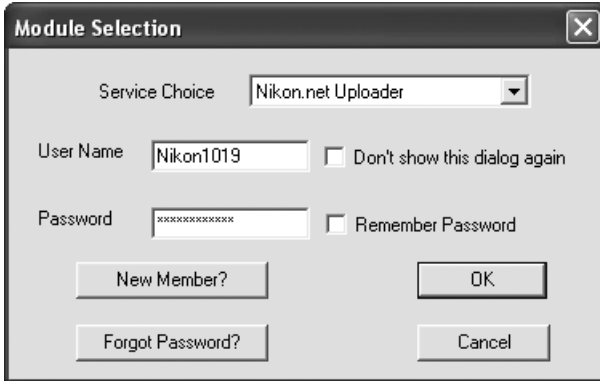 Module Selection
Service Choice Nikon.net Uploader
User Name Nikon1019 Don't show this dialog again
Password ************ Remember Password
New Member? OK
Forgot Password? Cancel